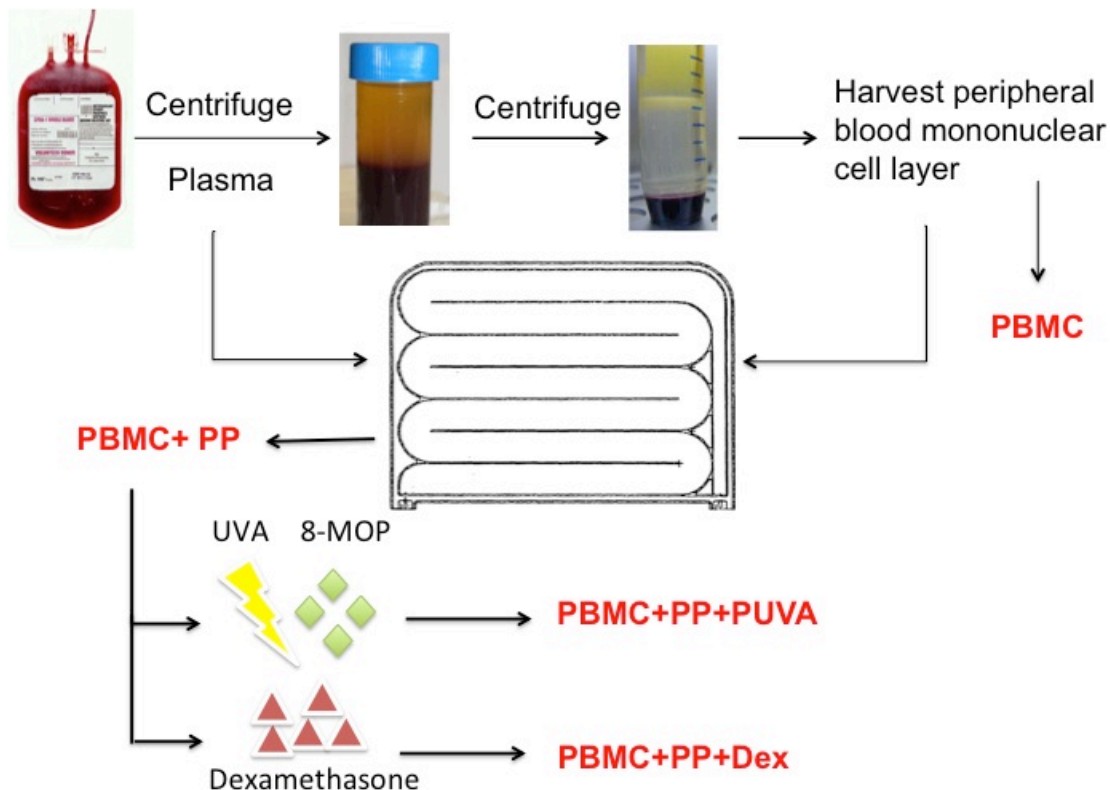 Centrifuge
Plasma
Centrifuge
Harvest peripheral
blood mononuclear
cell layer
PBMC
PBMC+ PP
UVA
8-MOP
PBMC+PP+PUVA
Dexamethasone
PBMC+PP+Dex